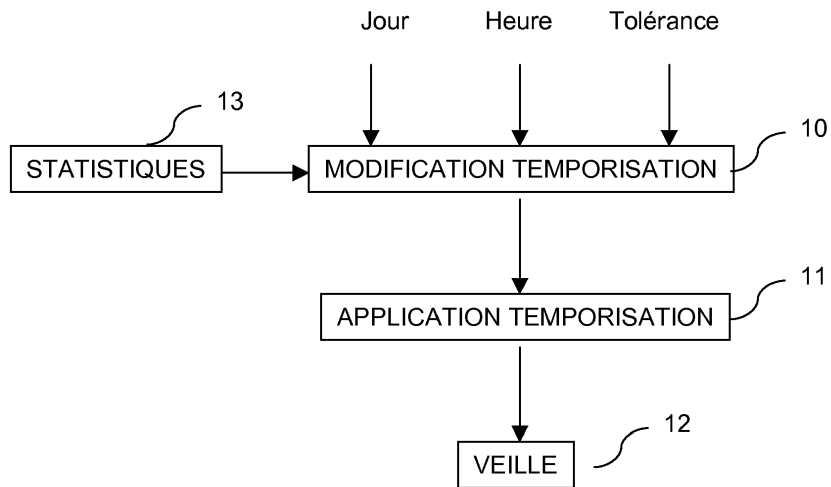 Jour Heure Tolérance
13
10
STATISTIQUES MODIFICATION TEMPORISATION
11
APPLICATION TEMPORISATION
12
VEILLE